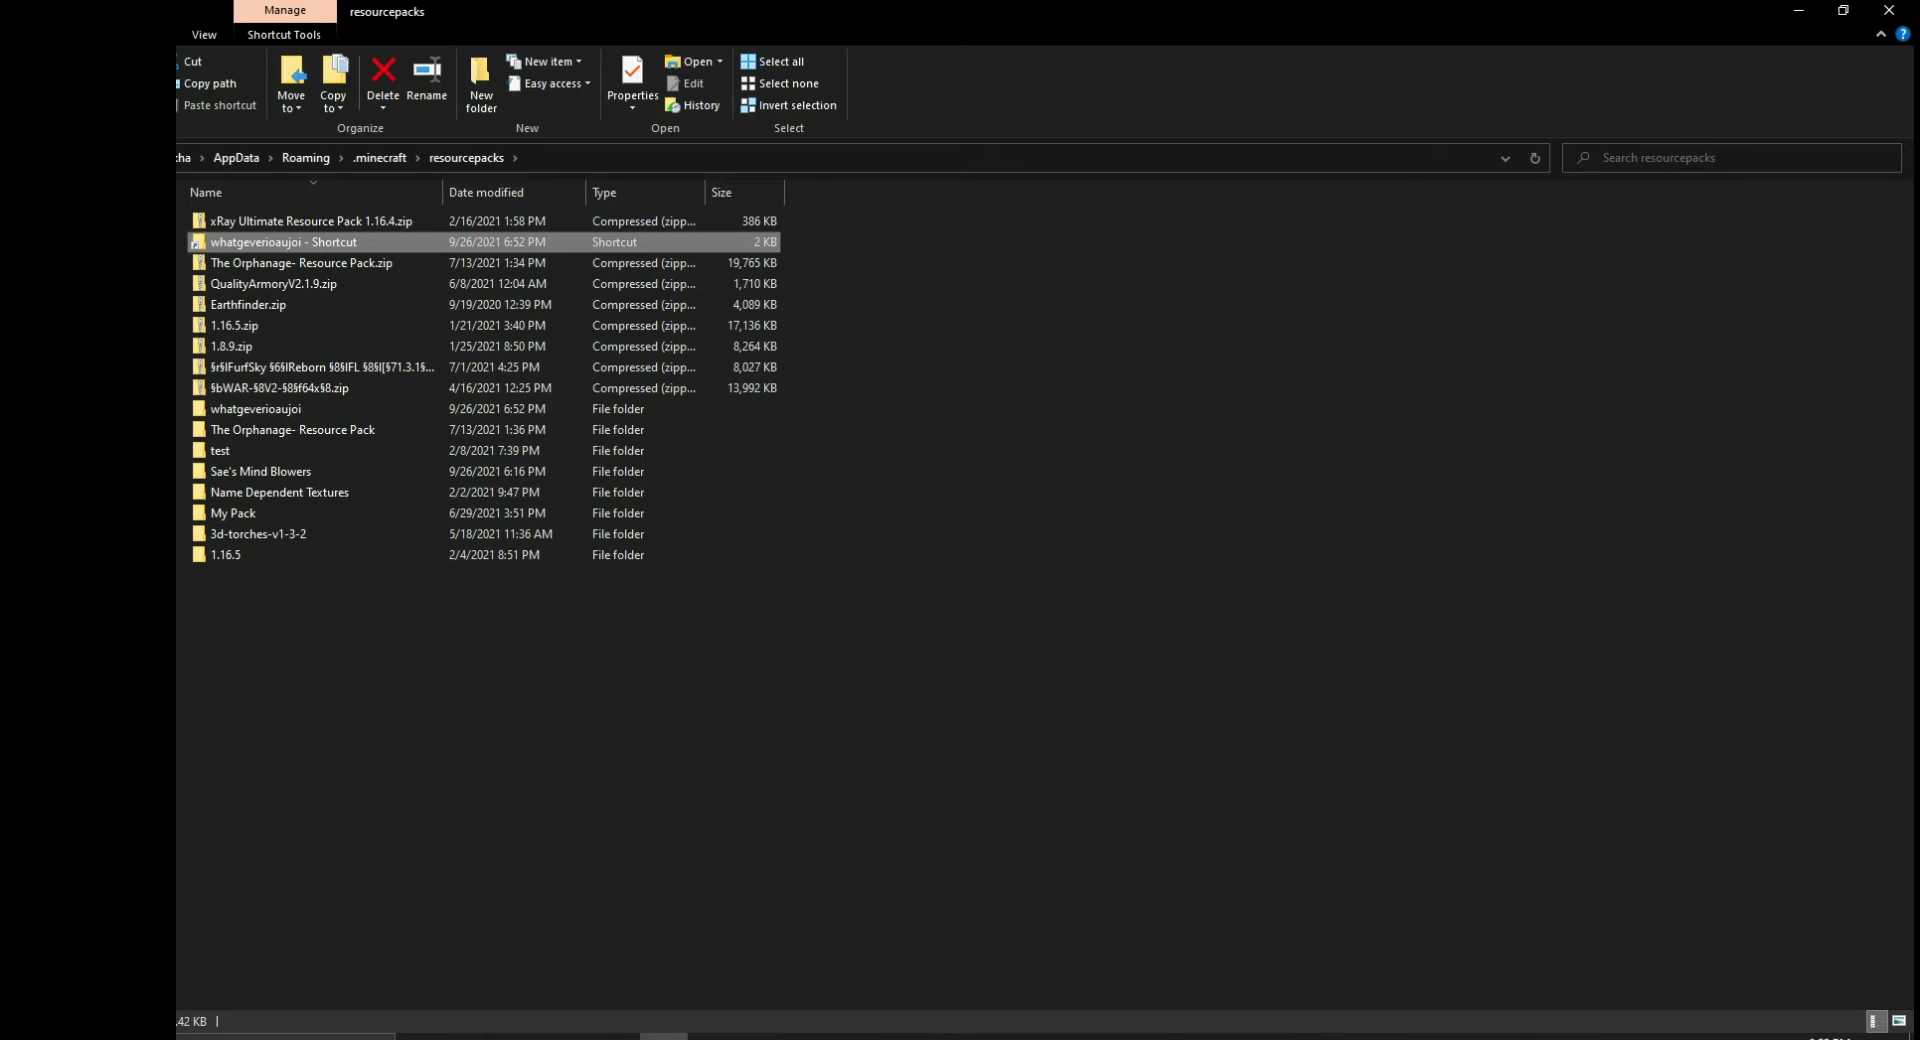 Manage
resourcepacks
View
Shortcut Tools
Cut
Copy path
Paste shortcut
Move to
Copy to
Delete
Rename
Organize
New folder
New item
Easy access
New
Properties
Open
Edit
History
Open
Select all
Select none
Invert selection
Select
AppData › Roaming › .minecraft › resourcepacks ›
Search resourcepacks
Name Date modified Type Size
xRay Ultimate Resource Pack 1.16.4.zip 2/16/2021 1:58 PM Compressed (zipp... 386 KB
whatgeverioaujoi - Shortcut 9/26/2021 6:52 PM Shortcut 2 KB
The Orphanage- Resource Pack.zip 7/13/2021 1:34 PM Compressed (zipp... 19,765 KB
QualityArmoryV2.1.9.zip 6/8/2021 12:04 AM Compressed (zipp... 1,710 KB
Earthfinder.zip 9/19/2020 12:39 PM Compressed (zipp... 4,089 KB
1.16.5.zip 1/21/2021 3:40 PM Compressed (zipp... 17,136 KB
1.8.9.zip 1/25/2021 8:50 PM Compressed (zipp... 8,264 KB
§r§lFurfSky §6§lReborn §8§lFL §8§l[§71.3.1§... 7/1/2021 4:25 PM Compressed (zipp... 8,027 KB
§bWAR-§8V2-§8§f64x§8.zip 4/16/2021 12:25 PM Compressed (zipp... 13,992 KB
whatgeverioaujoi 9/26/2021 6:52 PM File folder
The Orphanage- Resource Pack 7/13/2021 1:36 PM File folder
test 2/8/2021 7:39 PM File folder
Sae's Mind Blowers 9/26/2021 6:16 PM File folder
Name Dependent Textures 2/2/2021 9:47 PM File folder
My Pack 6/29/2021 3:51 PM File folder
3d-torches-v1-3-2 5/18/2021 11:36 AM File folder
1.16.5 2/4/2021 8:51 PM File folder
.42 KB